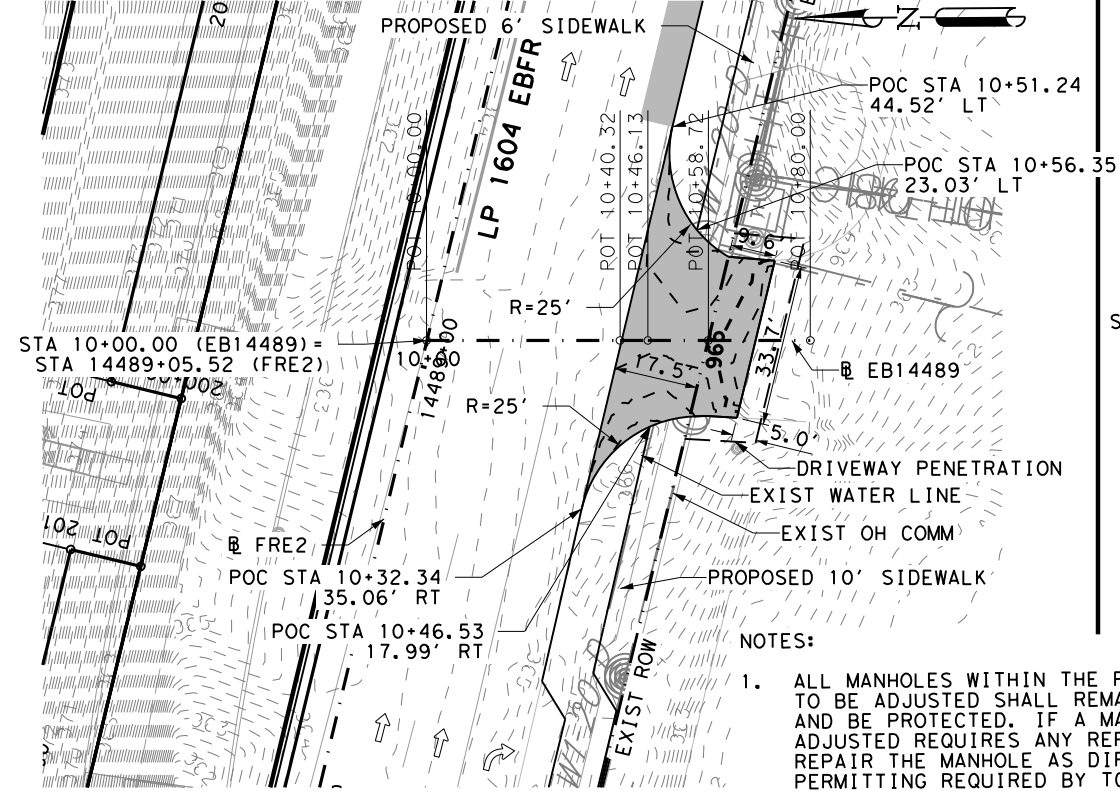 PROPOSED 6' SIDEWALK
N
LP 1604 EBFR
POC STA 10+51.24
44.52' LT
POC STA 10+56.35
23.03' LT
POT 10+00.00
POT 10+40.32
POT 10+46.13
POT 10+58.72
POT 10+80.00
9.6'
R=25'
STA 10+00.00 (EB14489)=
STA 14489+05.52 (FRE2)
10+00
14489+00
965
33.7'
17.5'
EB14489
R=25'
5.0'
POT
200+00
DRIVEWAY PENETRATION
EXIST WATER LINE
EXIST OH COMM
201
POT
FRE2
POC STA 10+32.34
35.06' RT
PROPOSED 10' SIDEWALK
POC STA 10+46.53
17.99' RT
EXIST ROW
NOTES:
1. ALL MANHOLES WITHIN THE
TO BE ADJUSTED SHALL
AND BE PROTECTED. IF A
ADJUSTED REQUIRES ANY
REPAIR THE MANHOLE AS
PERMITTING REQUIRED BY